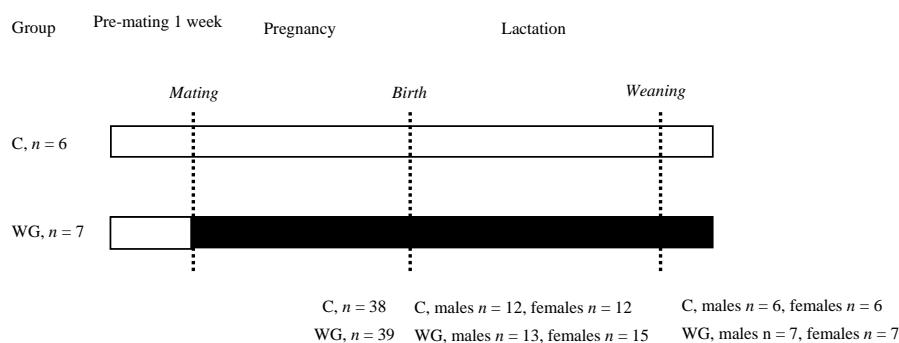 Group Pre-mating 1 week Pregnancy Lactation
Mating Birth Weaning
C, n = 6
WG, n = 7
C, n = 38 C, males n = 12, females n = 12 C, males n = 6, females n = 6
WG, n = 39 WG, males n = 13, females n = 15 WG, males n = 7, females n = 7